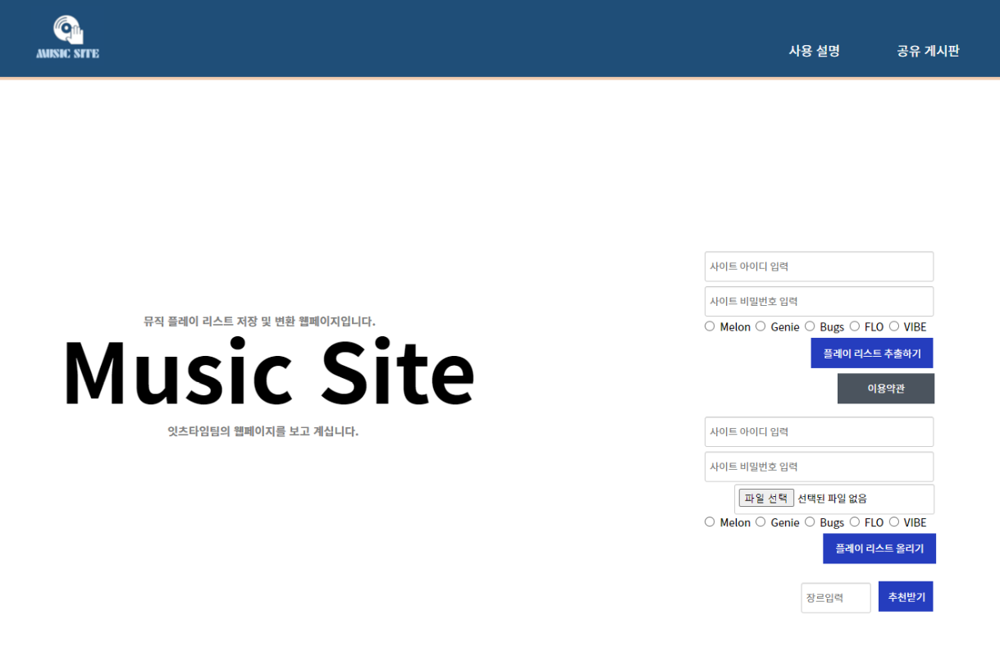 MUSIC SITE
사용 설명 공유 게시판
뮤직 플레이 리스트 저장 및 변환 웹페이지입니다.
Music Site
잇츠타임팀의 웹페이지를 보고 계십니다.
사이트 아이디 입력
사이트 비밀번호 입력
Melon Genie Bugs FLO VIBE
플레이 리스트 추출하기
이용약관
사이트 아이디 입력
사이트 비밀번호 입력
파일 선택 선택된 파일 없음
Melon Genie Bugs FLO VIBE
플레이 리스트 올리기
장르입력 추천받기